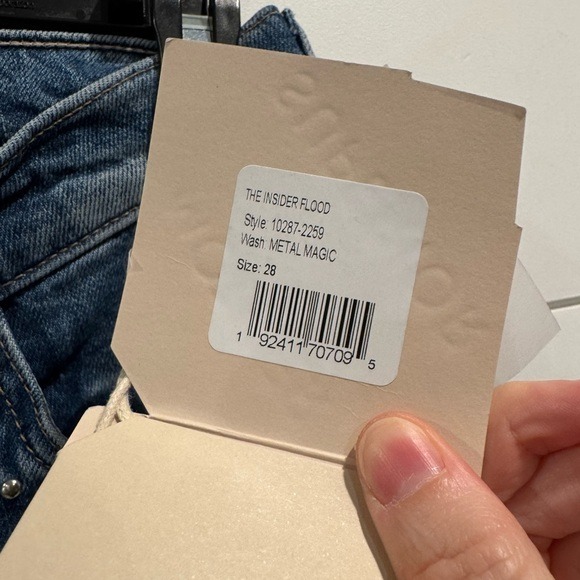 THE INSIDER FLOOD
Style: 10287-2259
Wash: METAL MAGIC
Size: 28
1 92411 70709 5